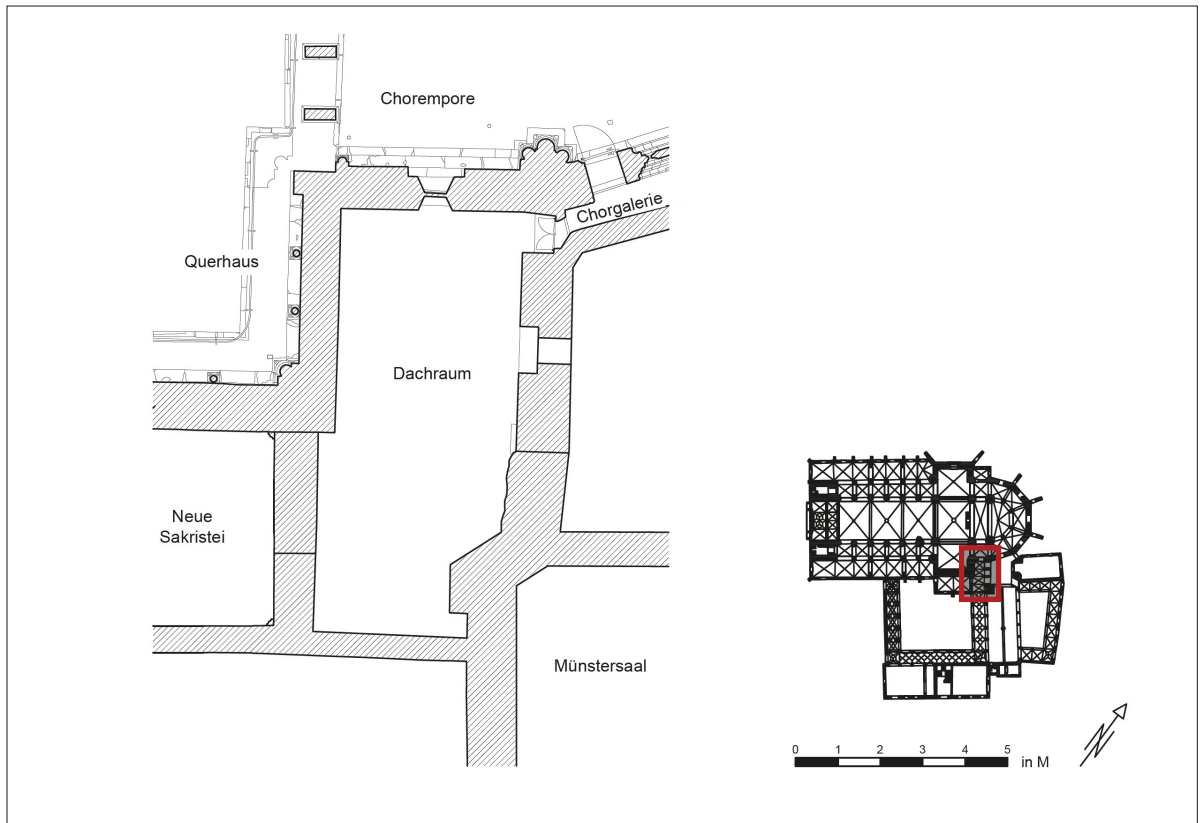 Chorempore
Chorgalerie
Querhaus
Dachraum
Neue
Sakristei
Münstersaal
0 1 2 3 4 5 in M
N